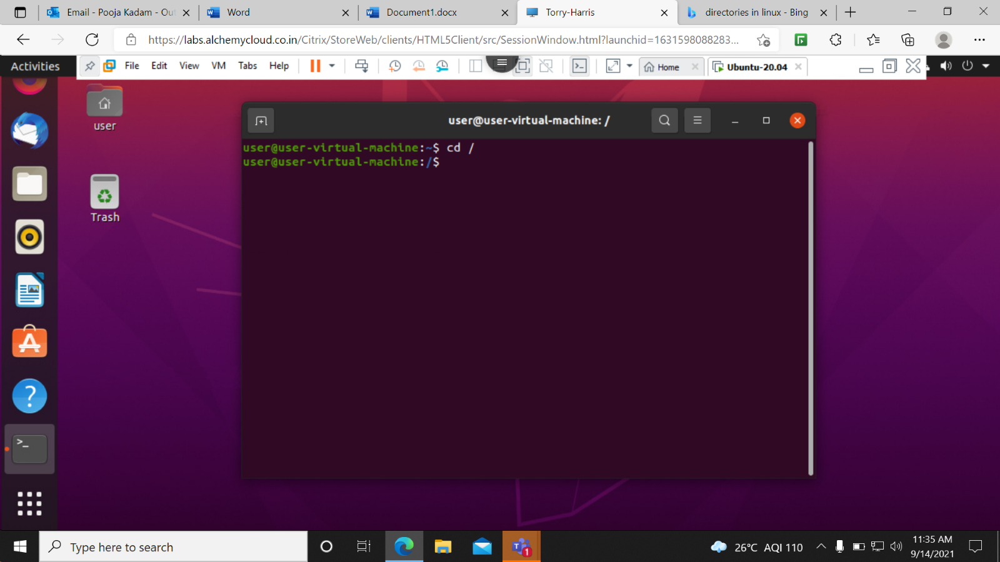 Email - Pooja Kadam - Ou
Word
Document1.docx
Torry-Harris
directories in linux - Bing
https://labs.alchemycloud.co.in/Citrix/StoreWeb/clients/HTML5Client/src/SessionWindow.html?launchid=1631598088283...
Activities
File Edit View VM Tabs Help
Home
Ubuntu-20.04
user
Trash
user@user-virtual-machine: /
user@user-virtual-machine:~$ cd /
user@user-virtual-machine:/$
Type here to search
1
26°C AQI 110
11:35 AM
9/14/2021